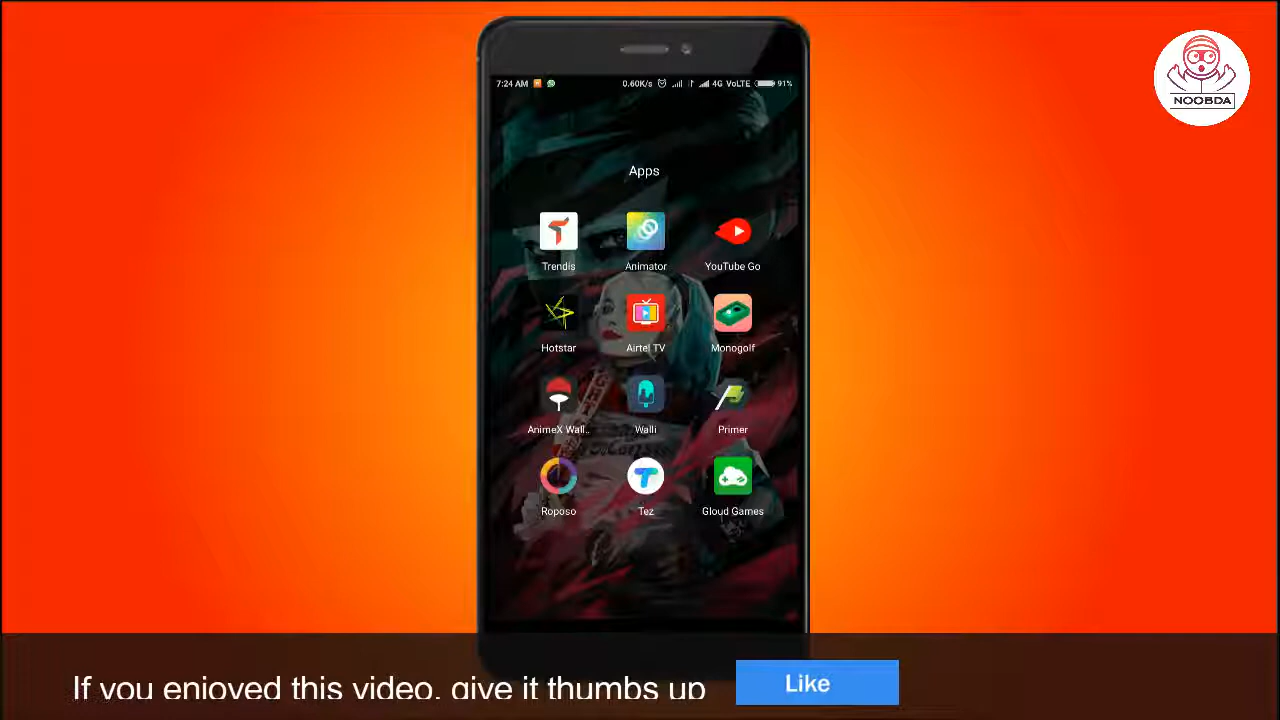 NOOBDA
7:24 AM 0.60K/s 4G VoLTE 91%
Apps
Trendis Animator YouTube Go
Hotstar Airtel TV Monogolf
AnimeX Wall.. Walli Primer
Roposo Tez Gloud Games
If you enjoyed this video, give it thumbs up Like